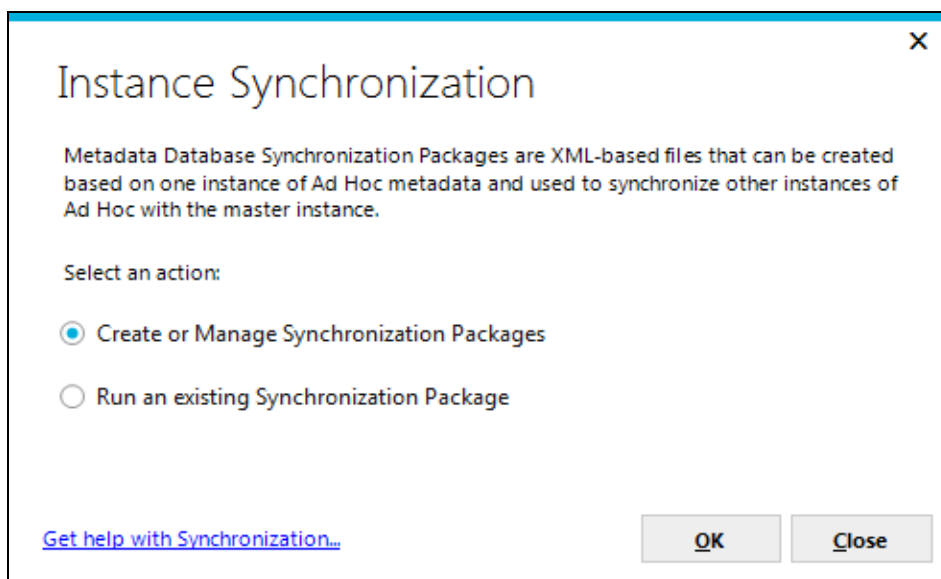 Instance Synchronization
Metadata Database Synchronization Packages are XML-based files that can be created
based on one instance of Ad Hoc metadata and used to synchronize other instances of
Ad Hoc with the master instance.
Select an action:
Create or Manage Synchronization Packages
Run an existing Synchronization Package
Get help with Synchronization...
OK
Close